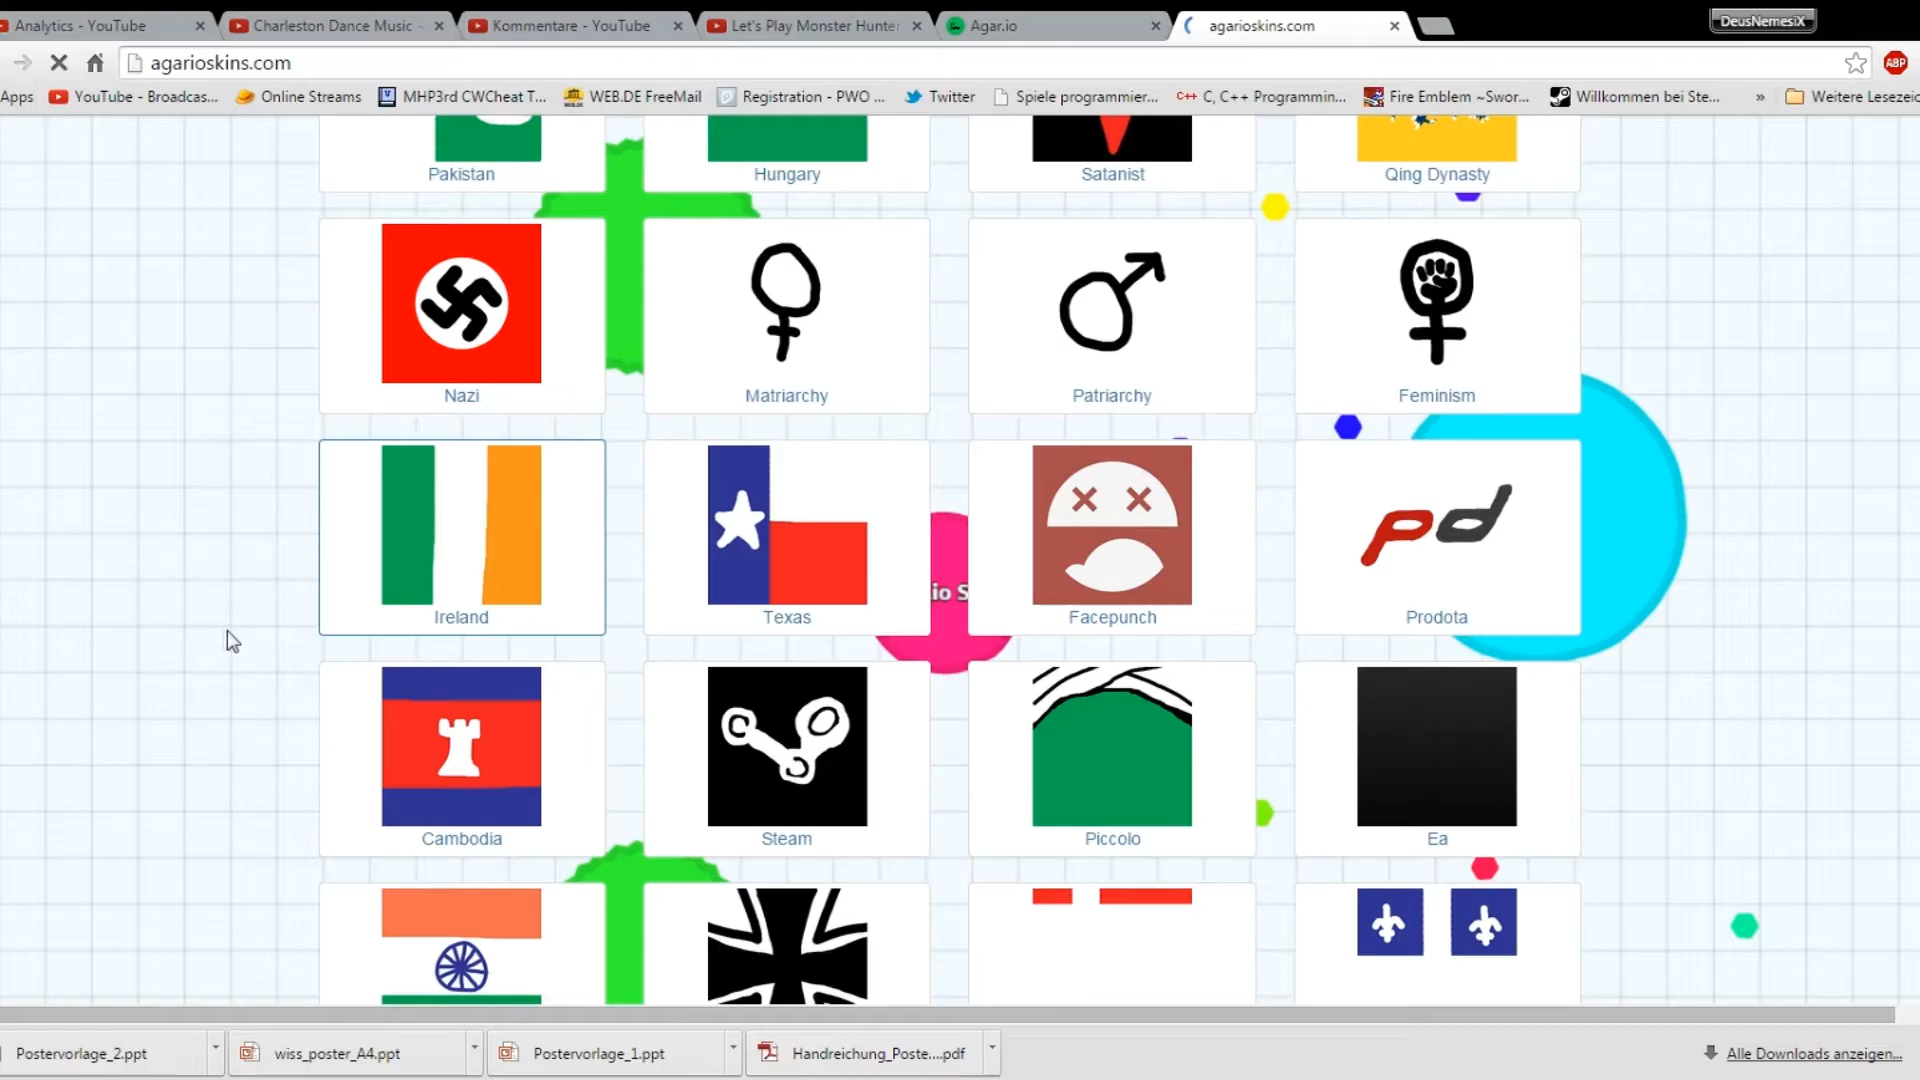 Analytics - YouTube
Charleston Dance Music -
Kommentare - YouTube
Let's Play Monster Hunter
Agar.io
agarioskins.com
DeusNemesiX
agarioskins.com
ABP
Apps
YouTube - Broadcas...
Online Streams
MHP3rd CWCheat T...
WEB.DE FreeMail
Registration - PWO ...
Twitter
Spiele programmier...
C++
C, C++ Programmin...
Fire Emblem ~Swor...
Willkommen bei Ste...
»
Weitere Lesezeic
Pakistan
Hungary
Satanist
Qing Dynasty
Nazi
Matriarchy
Patriarchy
Feminism
pd
io S
Ireland
Texas
Facepunch
Prodota
Cambodia
Steam
Piccolo
Ea
Postervorlage_2.ppt
wiss_poster_A4.ppt
Postervorlage_1.ppt
Handreichung_Poste....pdf
Alle Downloads anzeigen...